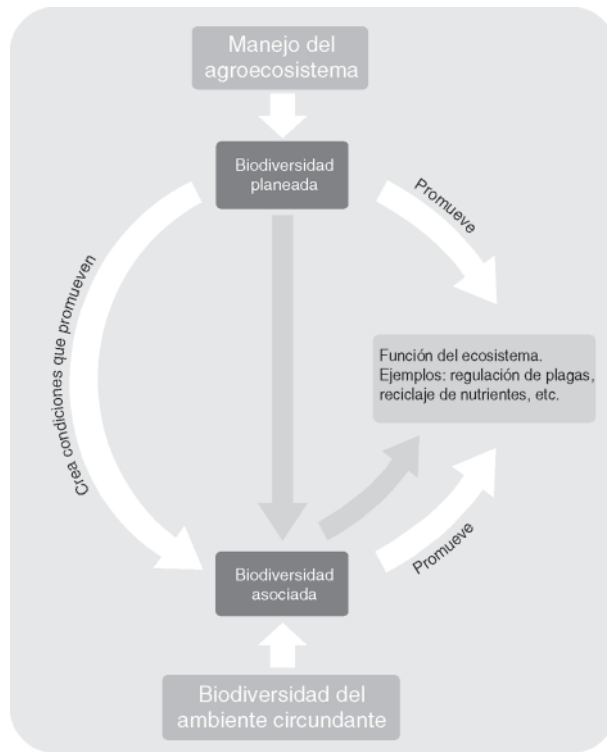 Manejo del
agroecosistema
Biodiversidad
planeada
Promueve
Crea condiciones que promueven
Función del ecosistema.
Ejemplos: regulación de plagas,
reciclaje de nutrientes, etc.
Promueve
Biodiversidad
asociada
Biodiversidad del
ambiente circundante